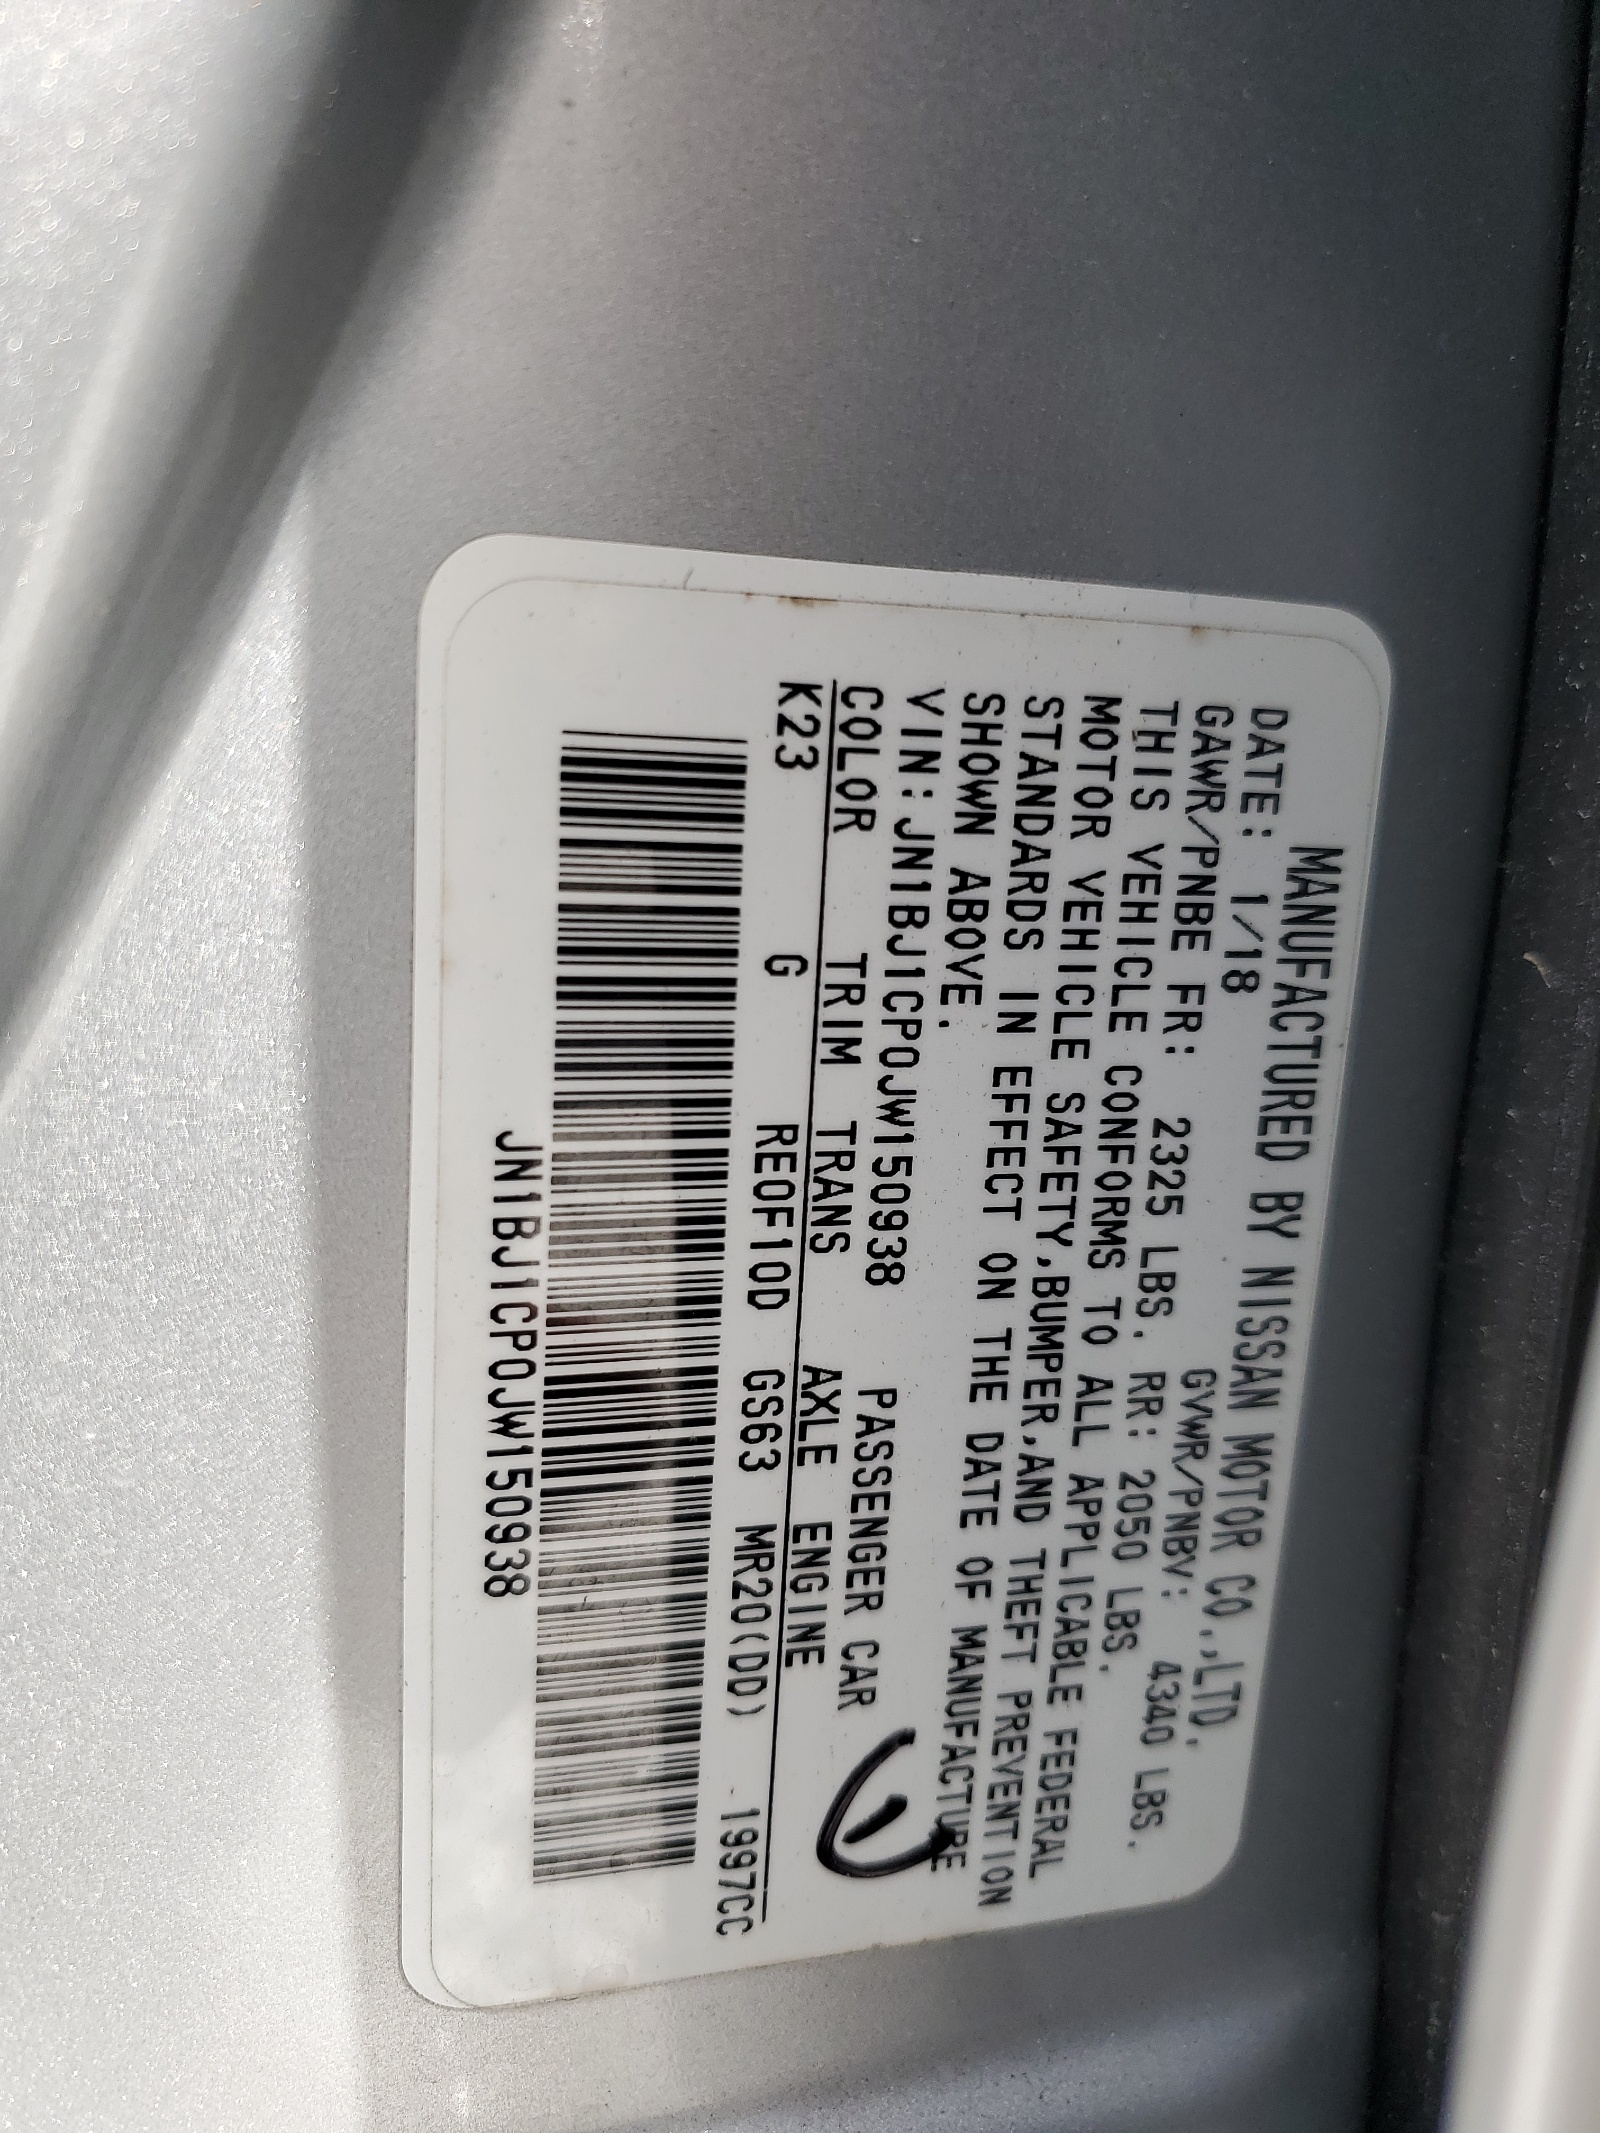 MANUFACTURED BY NISSAN MOTOR CO.,LTD.
DATE: 1/18 GVWR/PNBV: 4340 LBS.
GAWR/PNBE FR: 2325 LBS. RR: 2050 LBS.
THIS VEHICLE CONFORMS TO ALL APPLICABLE FEDERAL
MOTOR VEHICLE SAFETY,BUMPER,AND THEFT PREVENTION
STANDARDS IN EFFECT ON THE DATE OF MANUFACTURE
SHOWN ABOVE.
VIN:JN1BJ1CP0JW150938 PASSENGER CAR
COLOR TRIM TRANS AXLE ENGINE
K23 G RE0F10D GS63 MR20(DD) 1997CC
JN1BJ1CP0JW150938